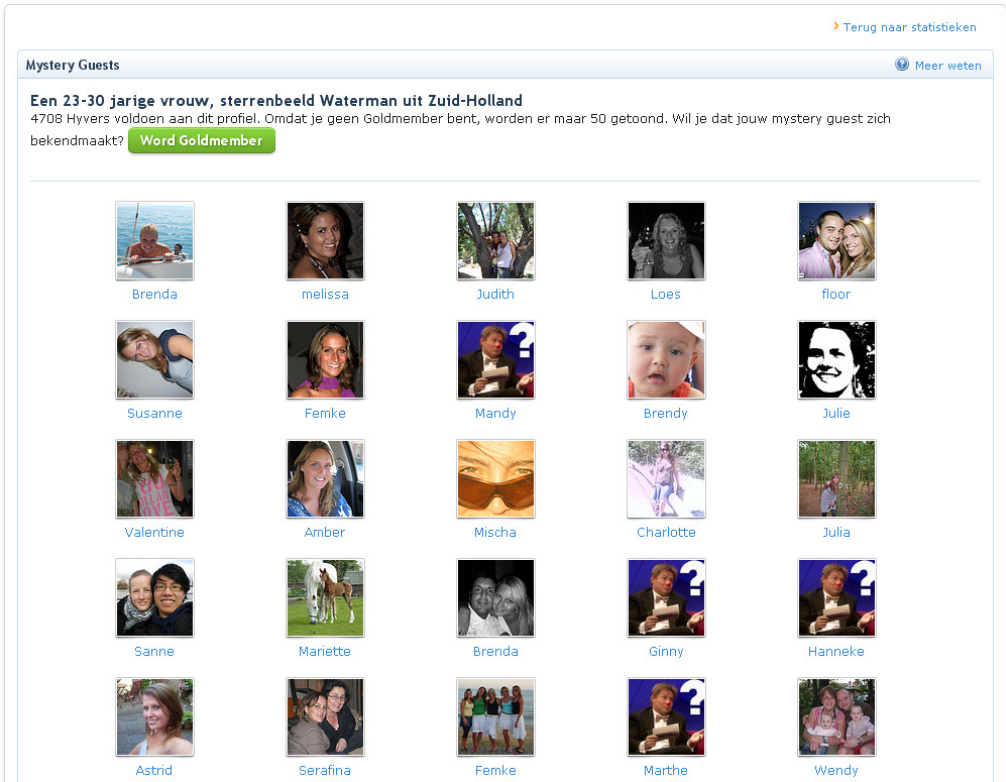 Terug naar statistieken
Mystery Guests
Meer weten
Een 23-30 jarige vrouw, sterrenbeeld Waterman uit Zuid-Holland
4708 Hyvers voldoen aan dit profiel. Omdat je geen Goldmember bent, worden er maar 50 getoond. Wil je dat jouw mystery guest zich
bekendmaakt? Word Goldmember
Brenda melissa Judith Loes floor
?
Susanne Femke Mandy Brendy Julie
Valentine Amber Mischa Charlotte Julia
? ?
Sanne Mariette Brenda Ginny Hanneke
?
Astrid Serafina Femke Marthe Wendy